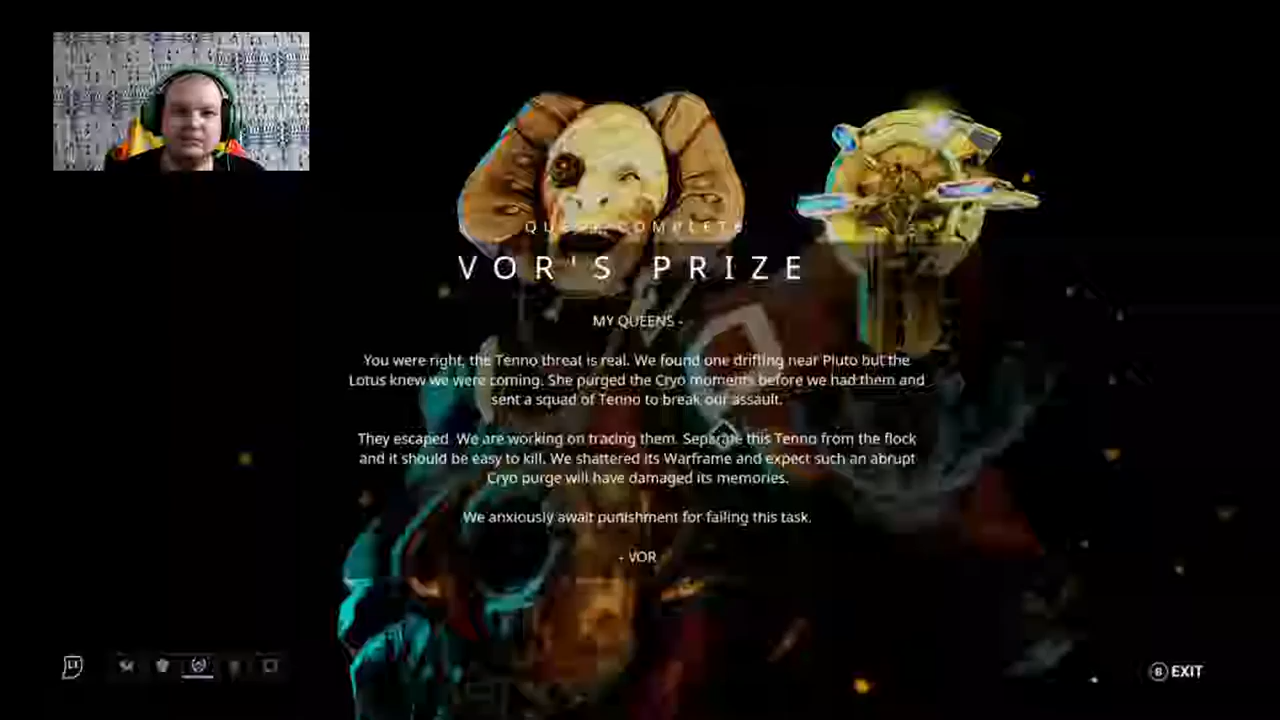 QUEST COMPLETE
VOR'S PRIZE
MY QUEENS -
You were right, the Tenno threat is real. We found one drifting near Pluto but the
Lotus knew we were coming. She purged the Cryo moments before we had them and
sent a squad of Tenno to break our assault.
They escaped. We are working on tracing them. Separate this Tenno from the flock
and it should be easy to kill. We shattered its Warframe and expect such an abrupt
Cryo purge will have damaged its memories.
We anxiously await punishment for failing this task.
- VOR
LT
B EXIT